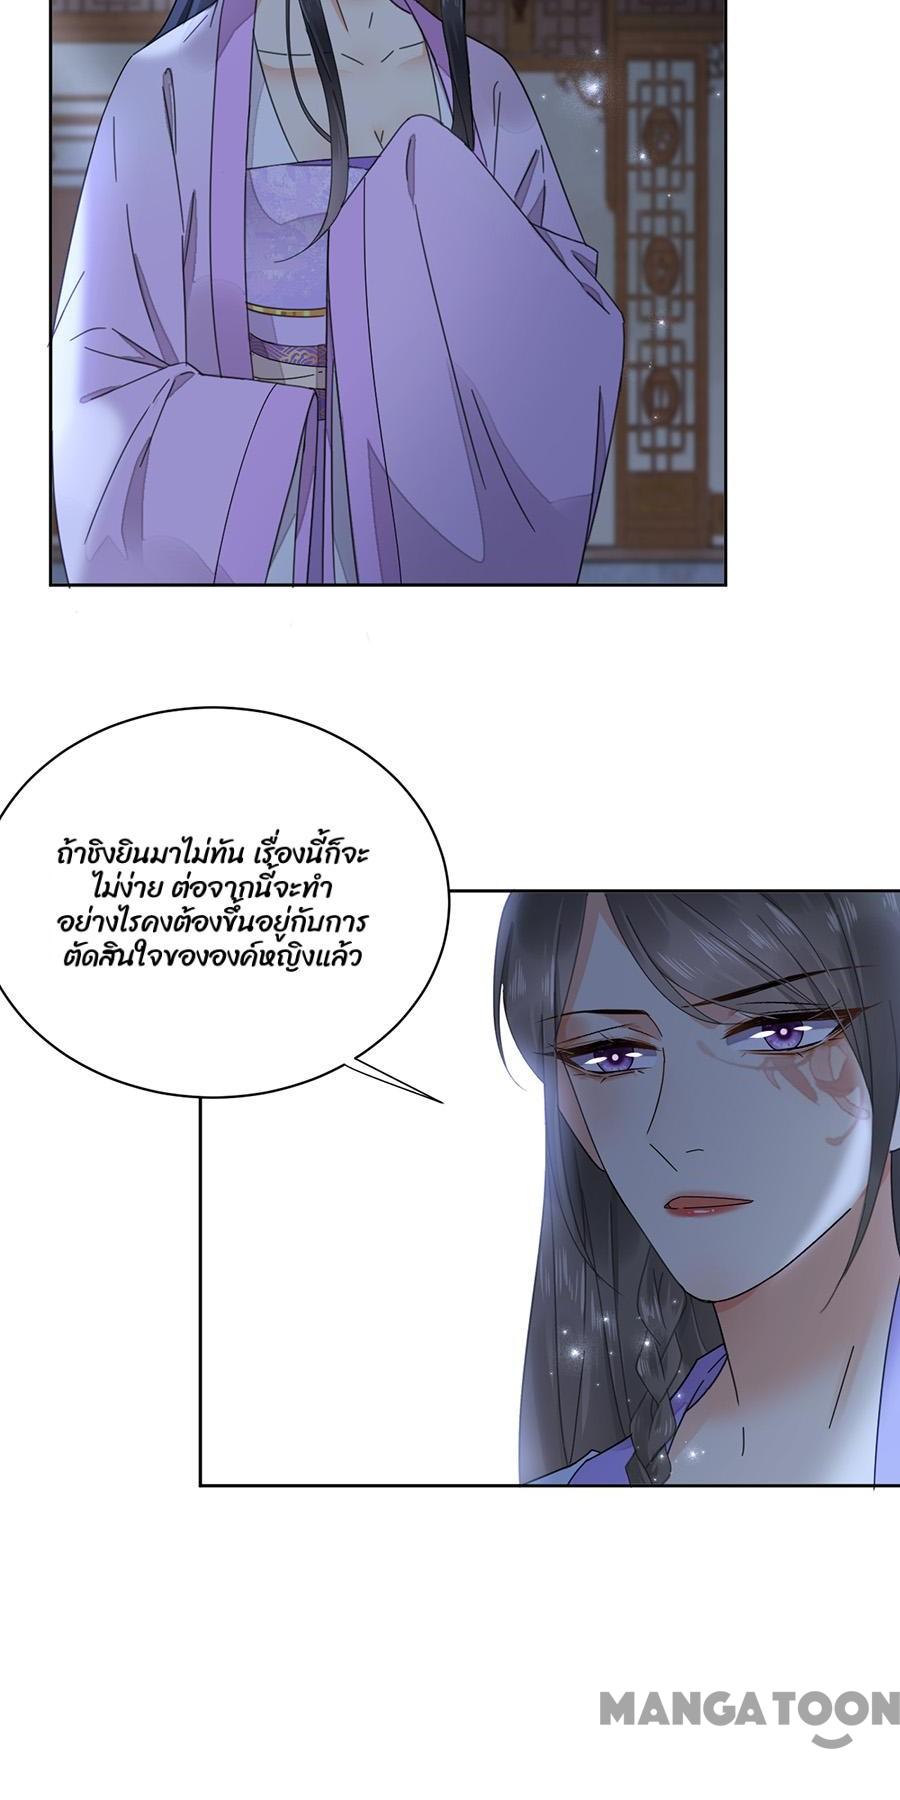 ถ้าชิงยินมาไม่ทัน เรื่องนี้ก็จะ
ไม่ง่าย ต่อจากนี้จะทำ
อย่างไรคงต้องขึ้นอยู่กับการ
ตัดสินใจขององค์หญิงแล้ว
MANGATOON